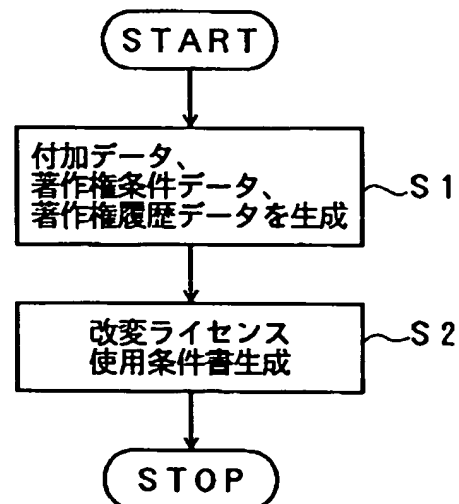 START
付加データ、
著作権条件データ、
著作権履歴データを生成
S1
改変ライセンス
使用条件書生成
S2
STOP